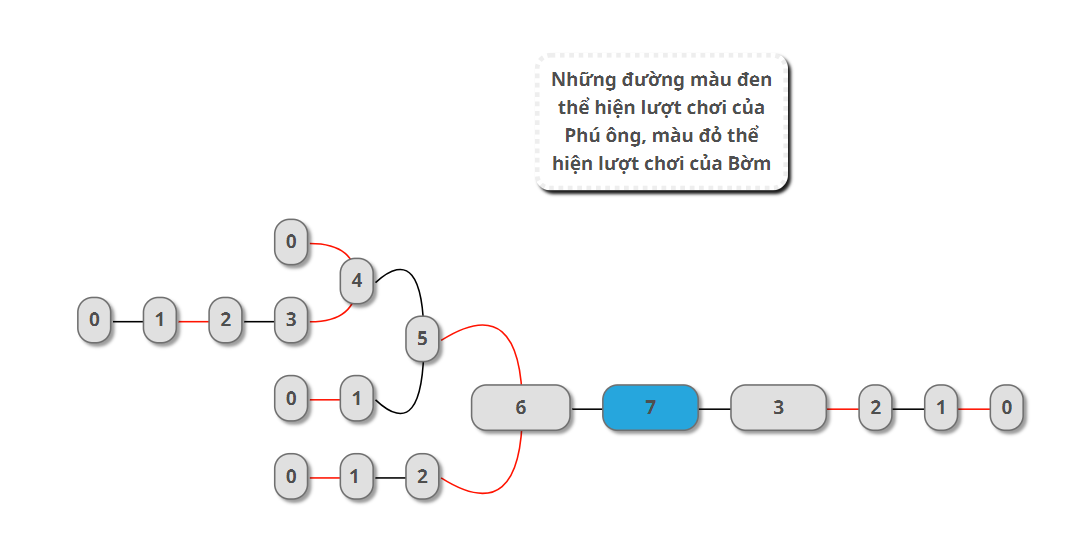 Những đường màu đen
thể hiện lượt chơi của
Phú ông, màu đỏ thể
hiện lượt chơi của Bờm
0
4
0 1 2 3
5
0 1
6 7 3 2 1 0
0 1 2